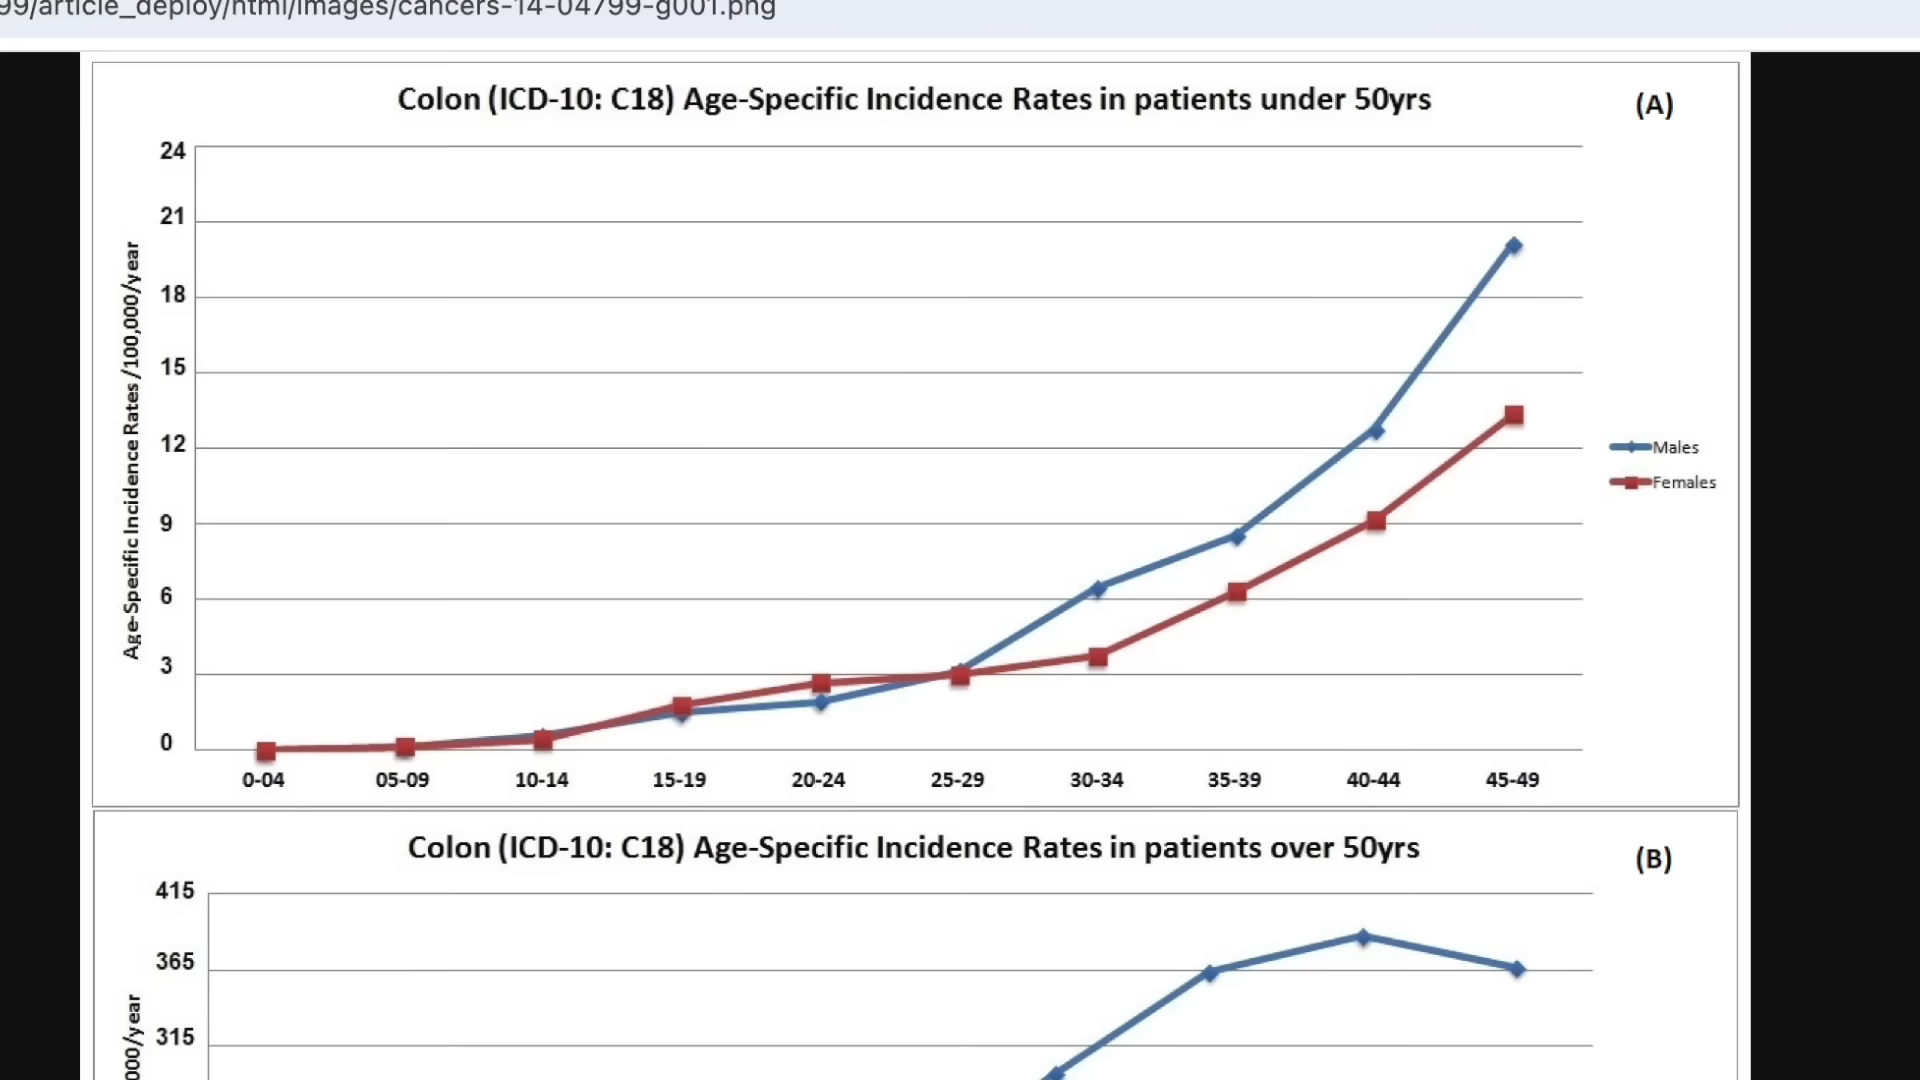 99/article_deploy/html/images/cancers-14-04799-g001.png
Colon (ICD-10: C18) Age-Specific Incidence Rates in patients under 50yrs
(A)
Age-Specific Incidence Rates /100,000/year
24
21
18
15
12
9
6
3
0
0-04 05-09 10-14 15-19 20-24 25-29 30-34 35-39 40-44 45-49
Males
Females
Colon (ICD-10: C18) Age-Specific Incidence Rates in patients over 50yrs
(B)
415
365
315
000/year